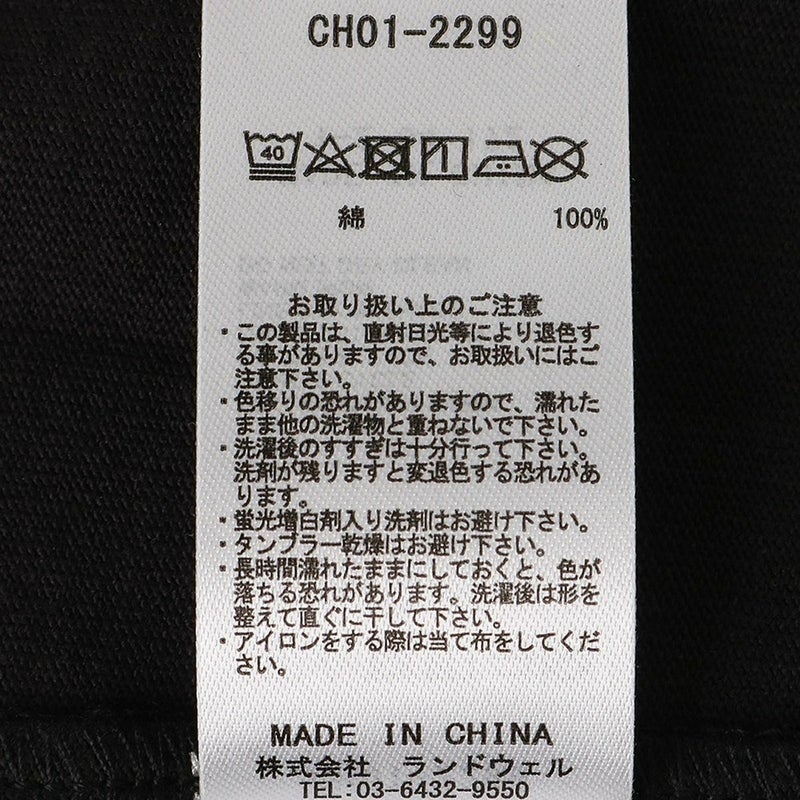 CH01-2299
40
綿 100%
お取り扱い上のご注意
・この製品は、直射日光等により退色す
る事がありますので、お取扱いにはご
注意下さい。
・色移りの恐れがありますので、濡れた
まま他の洗濯物と重ねないで下さい。
・洗濯後のすすぎは十分行って下さい。
洗剤が残りますと変退色する恐れがあ
ります。
・蛍光増白剤入り洗剤はお避け下さい。
・タンブラー乾燥はお避け下さい。
・長時間濡れたままにしておくと、色が
落ちる恐れがあります。洗濯後は形を
整えて直ぐに干して下さい。
・アイロンをする際は当て布をしてくだ
さい。
MADE IN CHINA
株式会社 ランドウェル
TEL:03-6432-9550